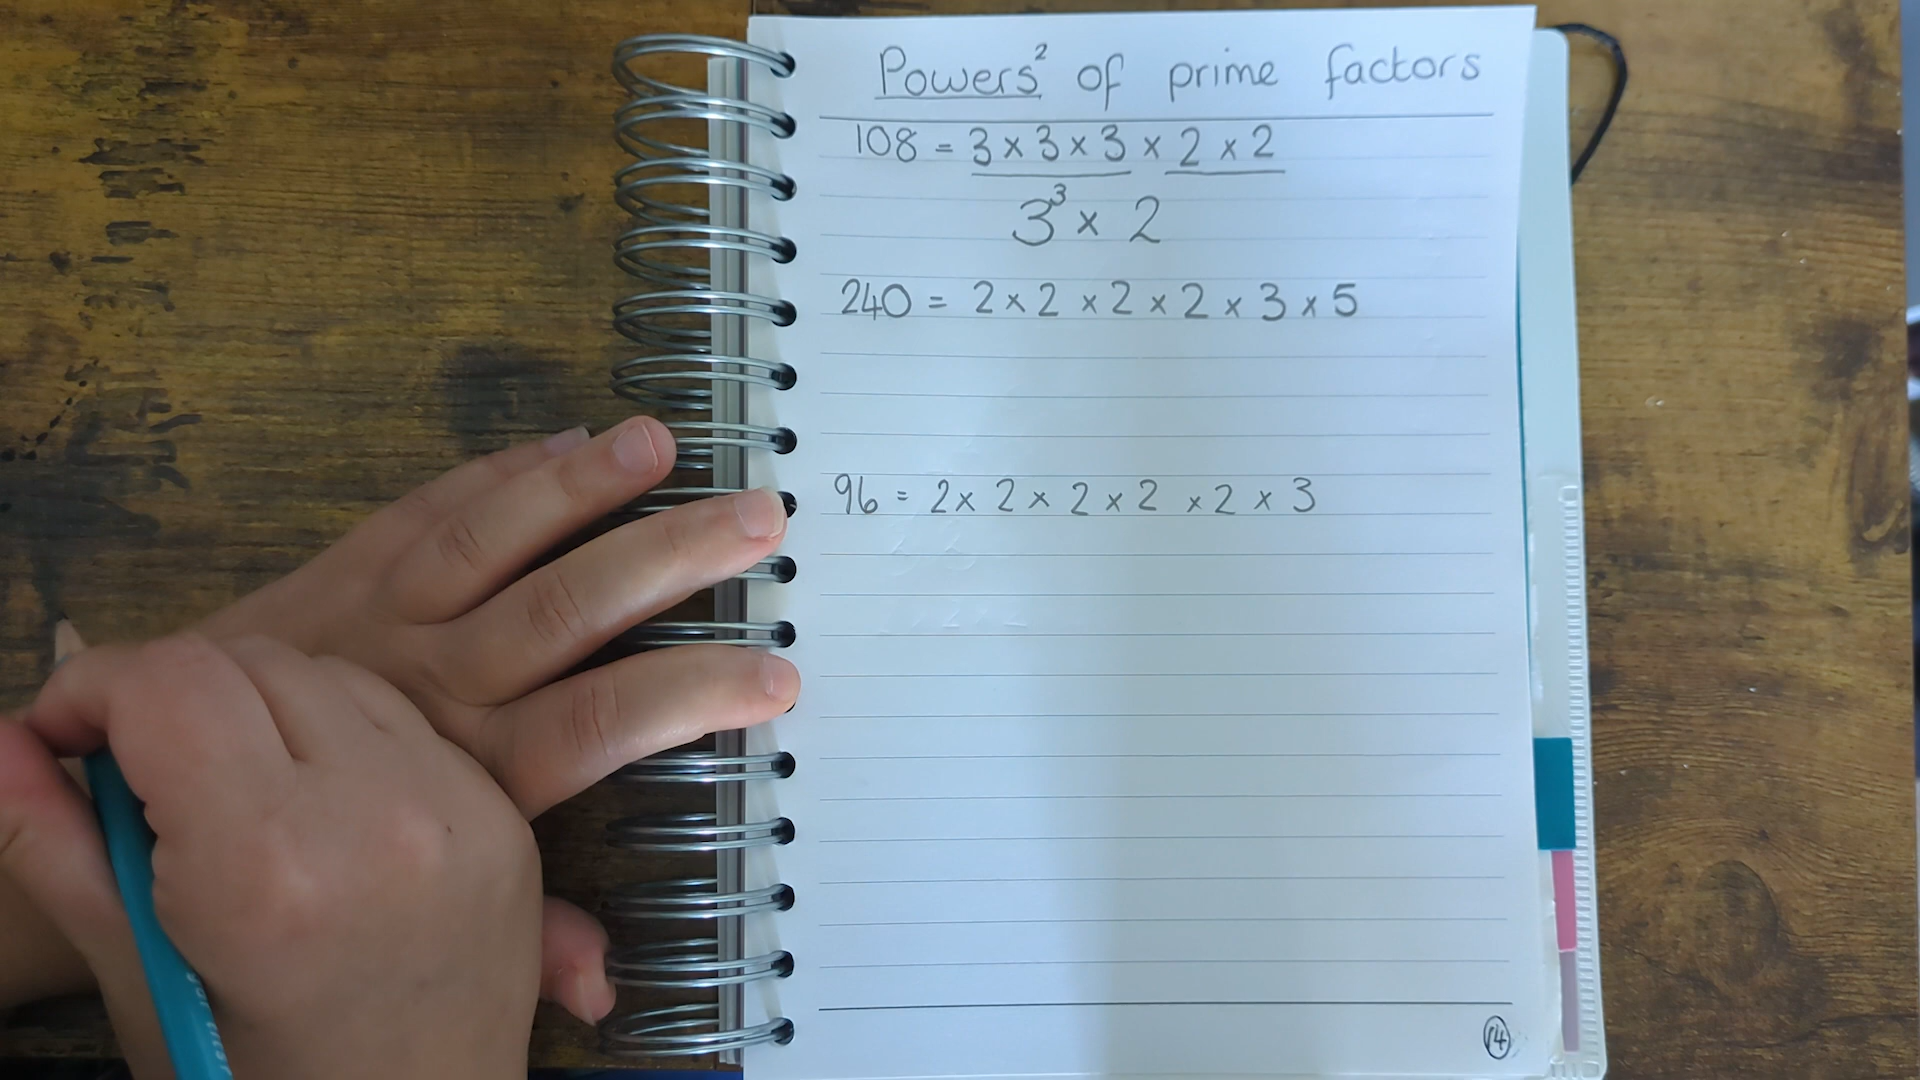 Powers² of prime factors
108 = 3 × 3 × 3 × 2 × 2
3³ × 2
240 = 2 × 2 × 2 × 2 × 3 × 5
96 = 2 × 2 × 2 × 2 × 2 × 3
14